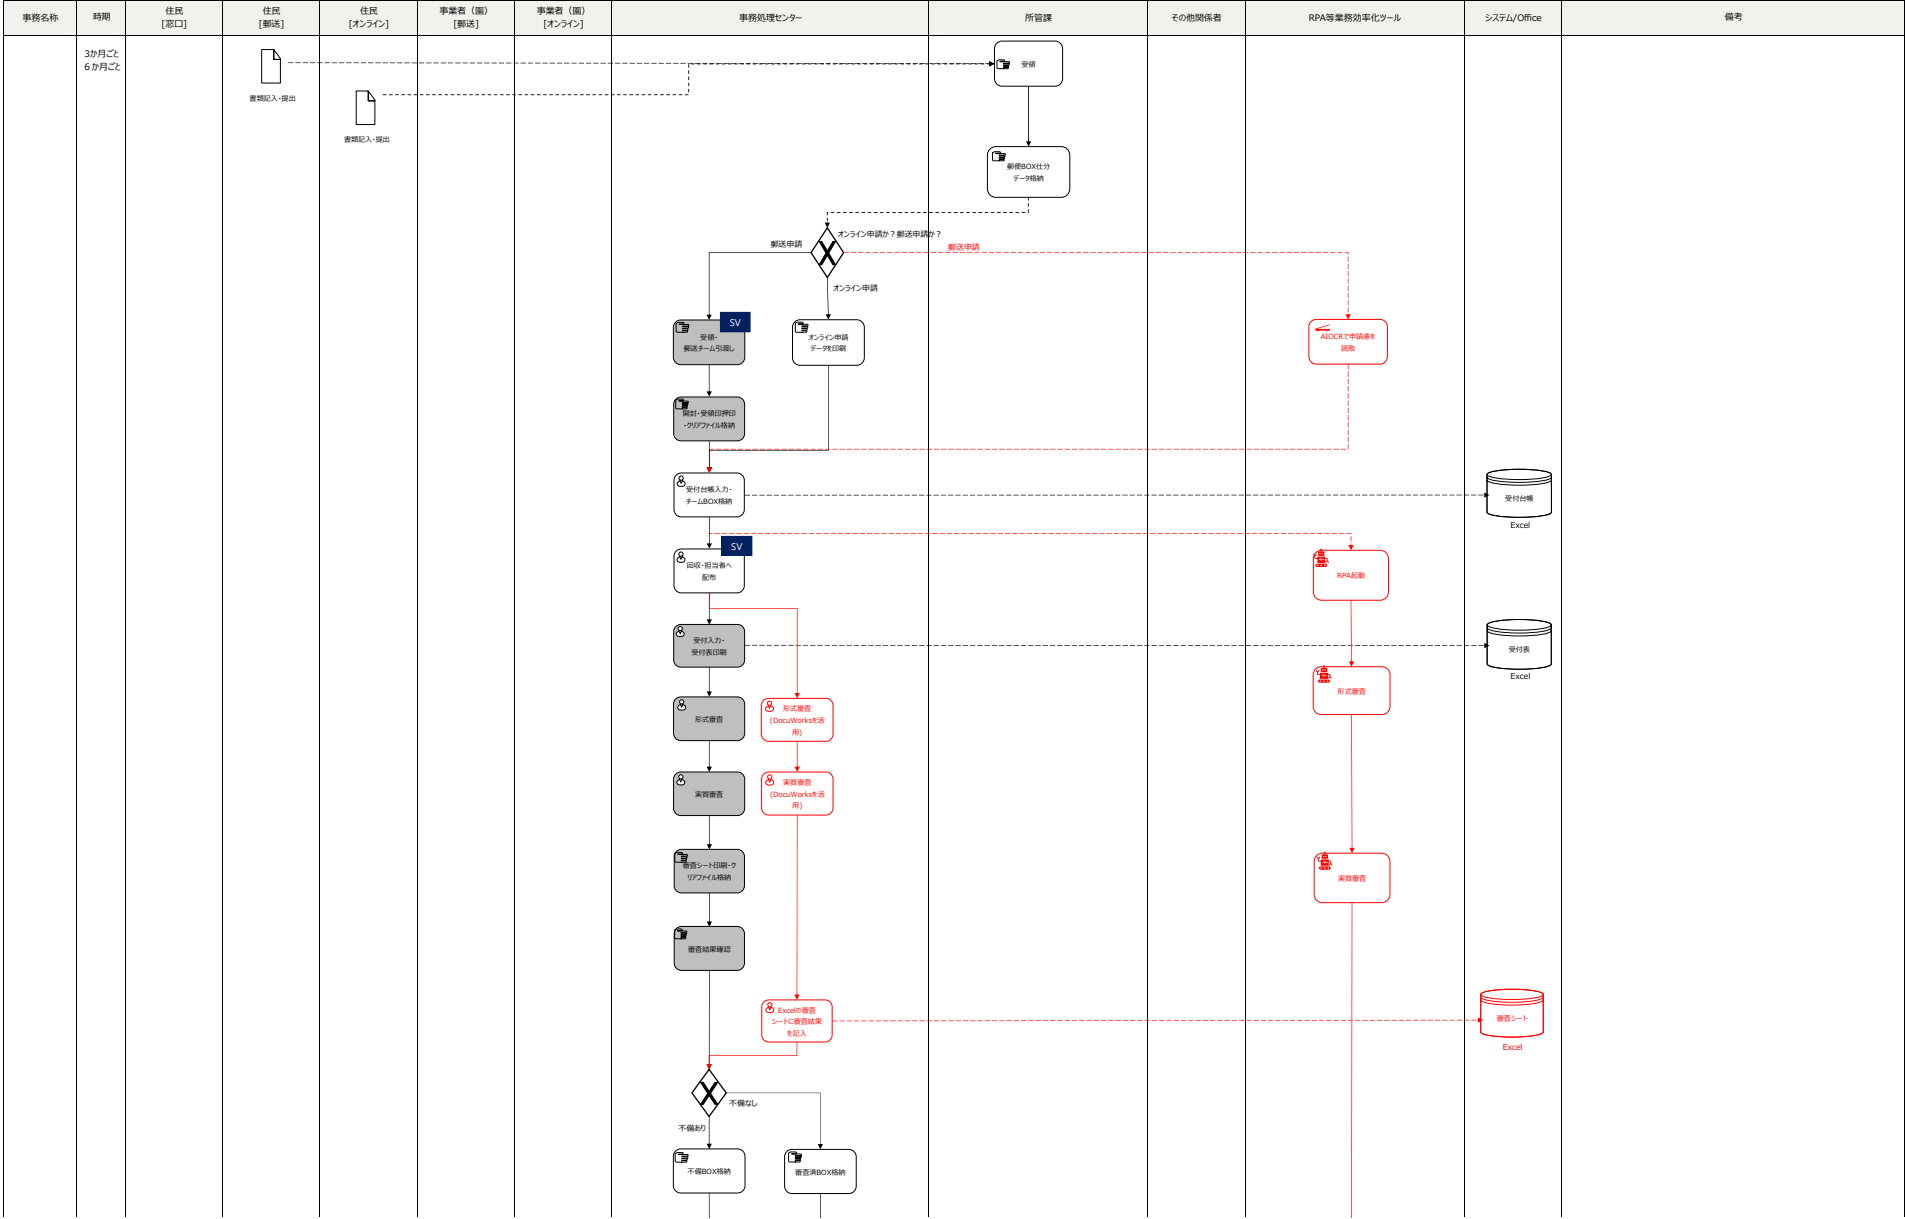 事務名称
時期
住民
[窓口]
住民
[郵送]
住民
[オンライン]
事業者（園）
[郵送]
事業者（園）
[オンライン]
事務処理センター
所管課
その他関係者
RPA等業務効率化ツール
システム/Office
備考
3か月ごと
６か月ごと
書類記入・提出
書類記入・提出
受領
郵便BOX仕分
データ格納
オンライン申請か？郵送申請か？
郵送申請
郵送申請
オンライン申請
SV
受領・
郵送チーム引渡し
オンライン申請
データを印刷
AIOCRで申請書を
読取
開封・受領印押印
・クリアファイル格納
受付台帳入力・
チームBOX格納
受付台帳
Excel
SV
回収・担当者へ
配布
RPA起動
受付入力・
受付表印刷
受付表
Excel
形式審査
形式審査
(DocuWorksを活
用)
形式審査
実質審査
実質審査
(DocuWorksを活
用)
審査シート印刷・ク
リアファイル格納
実質審査
審査結果確認
Excelの審査
シートに審査結果
を記入
審査シート
Excel
不備なし
不備あり
不備BOX格納
審査済BOX格納